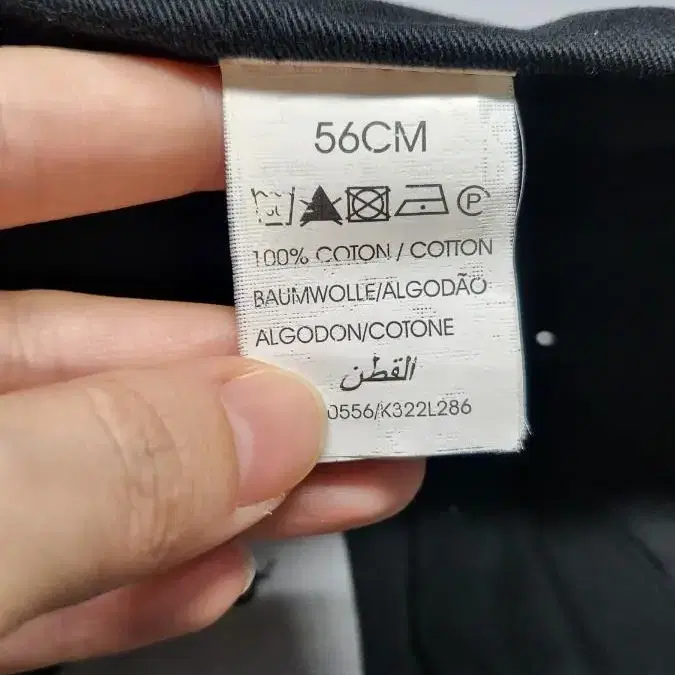 56CM
P
100% COTON / COTTON
BAUMWOLLE/ALGODÃO
ALGODON/COTONE
القطن
0556/K322L286